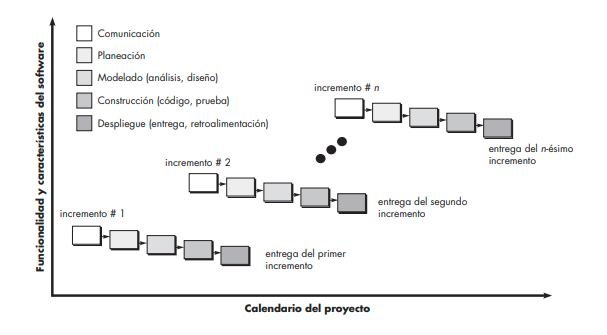 Comunicación
Planeación
Modelado (análisis, diseño)
Construcción (código, prueba)
Despliegue (entrega, retroalimentación)
Funcionalidad y características del software
incremento # n
entrega del n-ésimo
incremento
incremento # 2
entrega del segundo
incremento
incremento # 1
entrega del primer
incremento
Calendario del proyecto